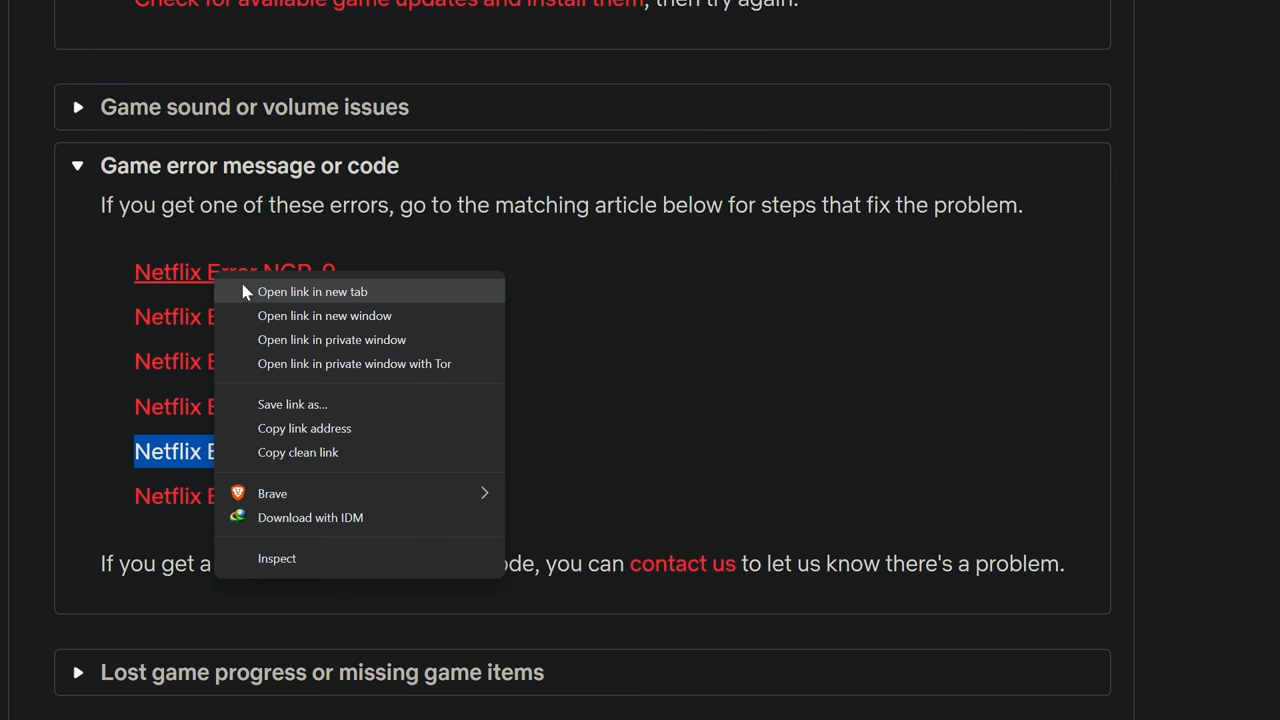 Check for available game updates and install them, then try again.
Game sound or volume issues
Game error message or code
If you get one of these errors, go to the matching article below for steps that fix the problem.
Netflix Error NGP-9
Open link in new tab
Netflix
Open link in new window
Open link in private window
Netflix
Open link in private window with Tor
Netflix
Save link as...
Copy link address
Netflix
Copy clean link
Netflix
Brave
Download with IDM
If you get a
Inspect
you can contact us to let us know there's a problem.
Lost game progress or missing game items